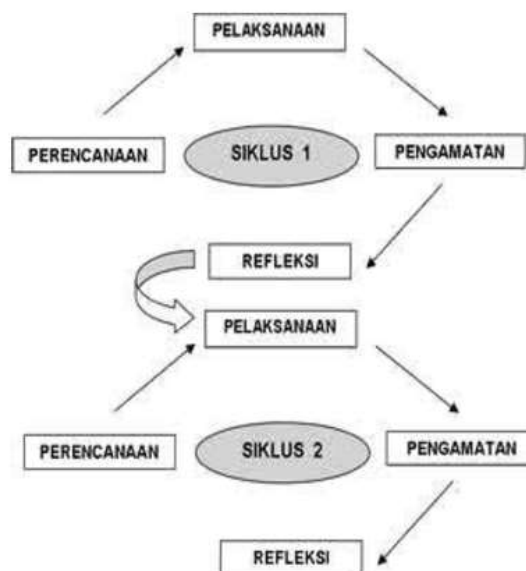 PELAKSANAAN
PERENCANAAN
SIKLUS 1
PENGAMATAN
REFLEKSI
PELAKSANAAN
PERENCANAAN
SIKLUS 2
PENGAMATAN
REFLEKSI